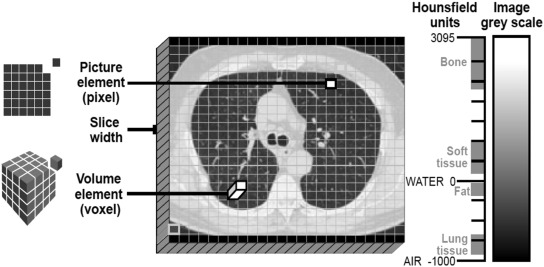 Hounsfield
units
Image
grey scale
3095
Bone
Picture
element
(pixel)
Slice
width
Soft
tissue
WATER 0
Fat
Volume
element
(voxel)
Lung
tissue
AIR -1000